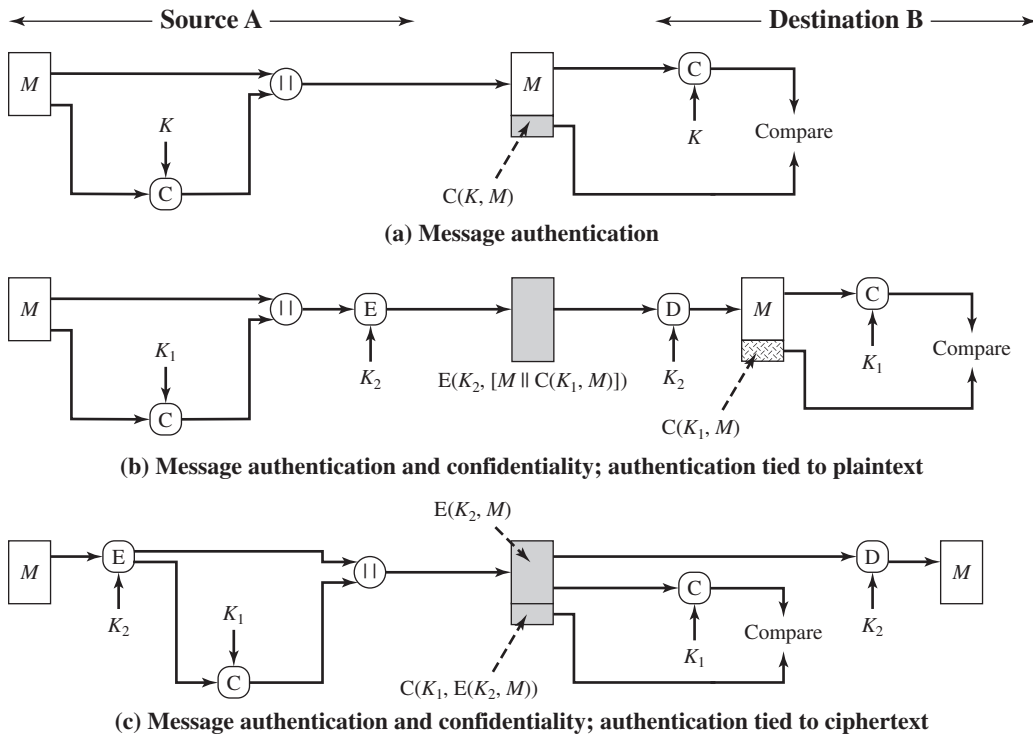 Source A
Destination B
M
||
M
C
K
K
Compare
C
C(K, M)
(a) Message authentication
M
||
E
D
M
C
K₁
K₂
K₂
K₁
Compare
C
E(K₂, [M || C(K₁, M)])
C(K₁, M)
(b) Message authentication and confidentiality; authentication tied to plaintext
E(K₂, M)
M
E
||
D
M
C
K₂
K₁
K₁
Compare
K₂
C
C(K₁, E(K₂, M))
(c) Message authentication and confidentiality; authentication tied to ciphertext